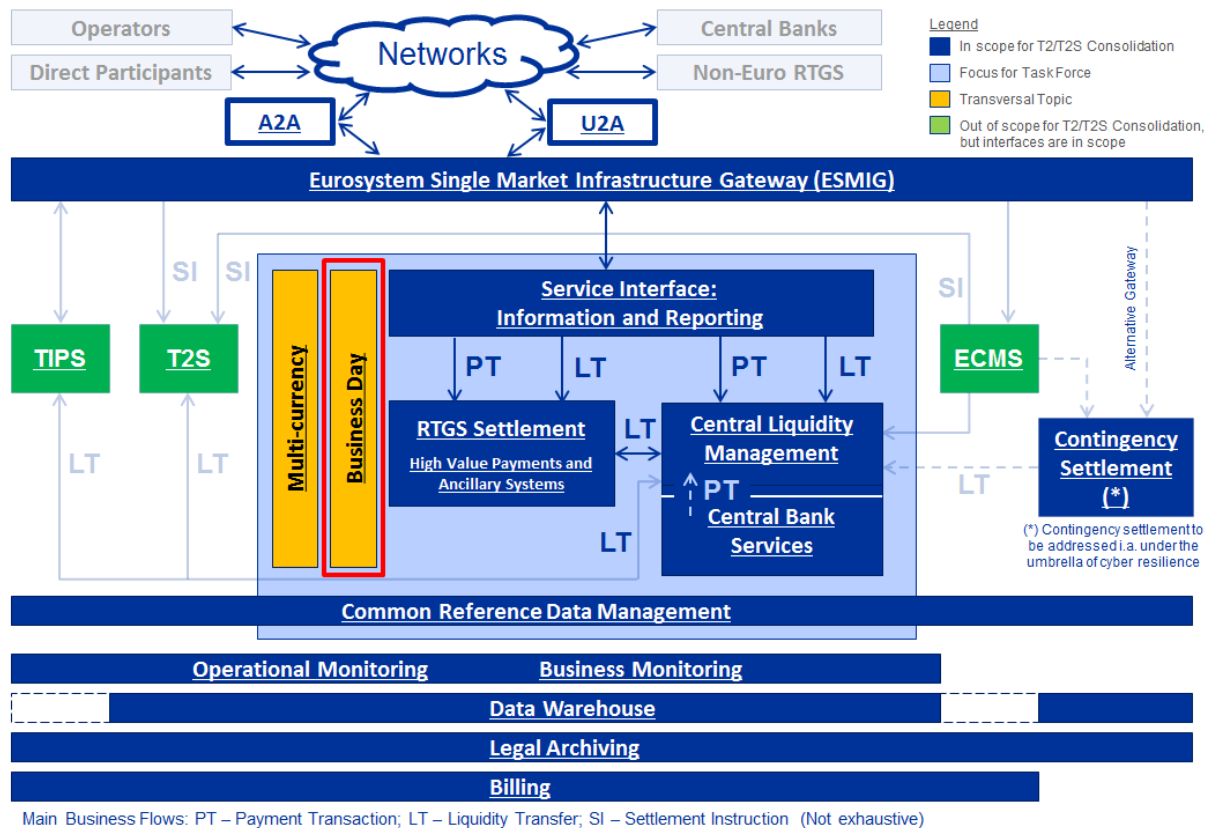 Operators
Direct Participants
Networks
Central Banks
Non-Euro RTGS
Legend
In scope for T2/T2S Consolidation
Focus for Task Force
Transversal Topic
Out of scope for T2/T2S Consolidation,
but interfaces are in scope
A2A
U2A
Eurosystem Single Market Infrastructure Gateway (ESMIG)
SI
SI
SI
Alternative Gateway
Multi-currency
Business Day
Service Interface:
Information and Reporting
PT
LT
PT
LT
TIPS
T2S
ECMS
RTGS Settlement
High Value Payments and
Ancillary Systems
LT
Central Liquidity
Management
PT
Central Bank
Services
Contingency
Settlement
(*)
LT
LT
LT
LT
(*) Contingency settlement to
be addressed i.a. under the
umbrella of cyber resilience
Common Reference Data Management
Operational Monitoring
Business Monitoring
Data Warehouse
Legal Archiving
Billing
Main Business Flows: PT – Payment Transaction; LT – Liquidity Transfer; SI – Settlement Instruction (Not exhaustive)